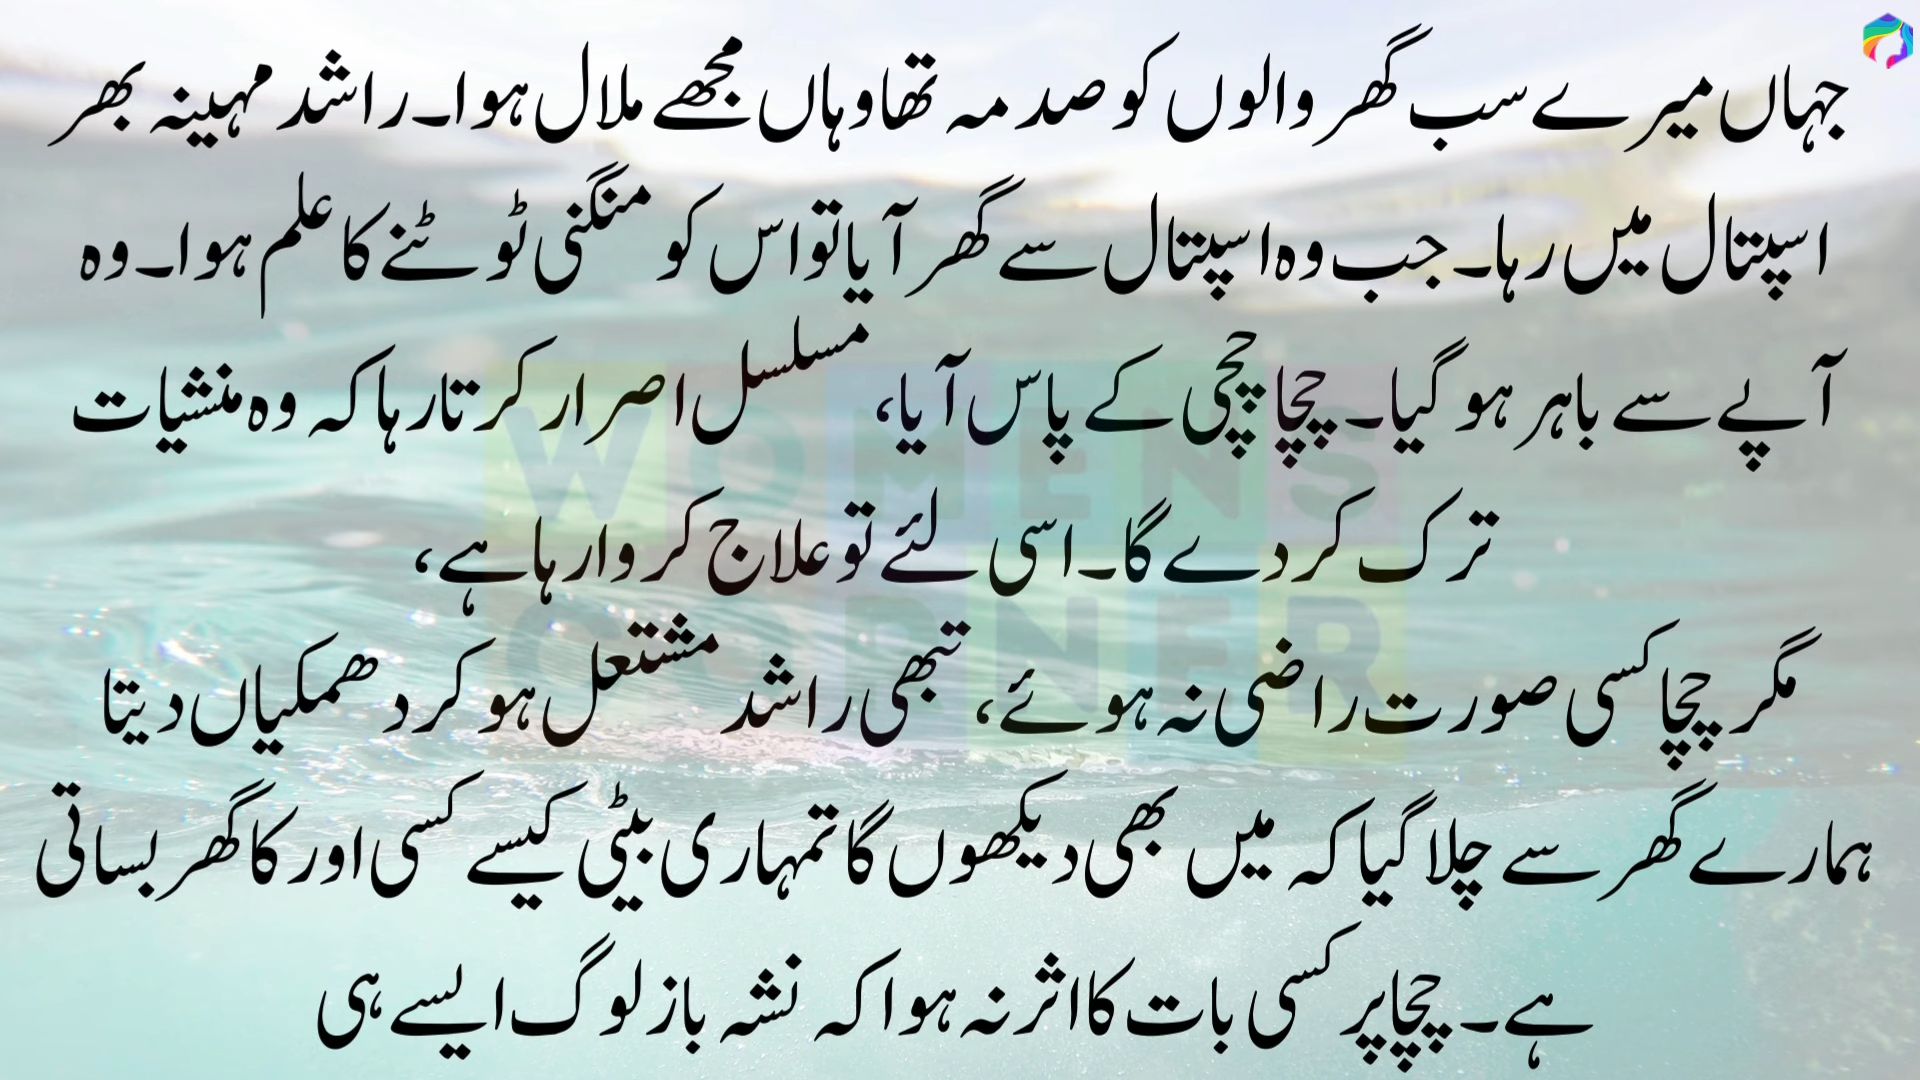 جہاں میرے سب گھر والوں کو صدمہ تھا وہاں مجھے ملال ہوا۔ راشد مہینہ بھر
اسپتال میں رہا۔ جب وہ اسپتال سے گھر آیا تو اس کو منگنی ٹوٹنے کا علم ہوا۔ وہ
آپے سے باہر ہو گیا۔ چچا چچی کے پاس آیا، مسلسل اصرار کرتا رہا کہ وہ منشیات
ترک کر دے گا۔ اسی لئے تو علاج کروا رہا ہے،
مگر چچا کسی صورت راضی نہ ہوئے، تبھی راشد مشتعل ہو کر دھمکیاں دیتا
ہمارے گھر سے چلا گیا کہ میں بھی دیکھوں گا تمہاری بیٹی کیسے کسی اور کا گھر بساتی
ہے۔ چچا پر کسی بات کا اثر نہ ہوا کہ نشہ باز لوگ ایسے ہی
WOMENS
CORNER